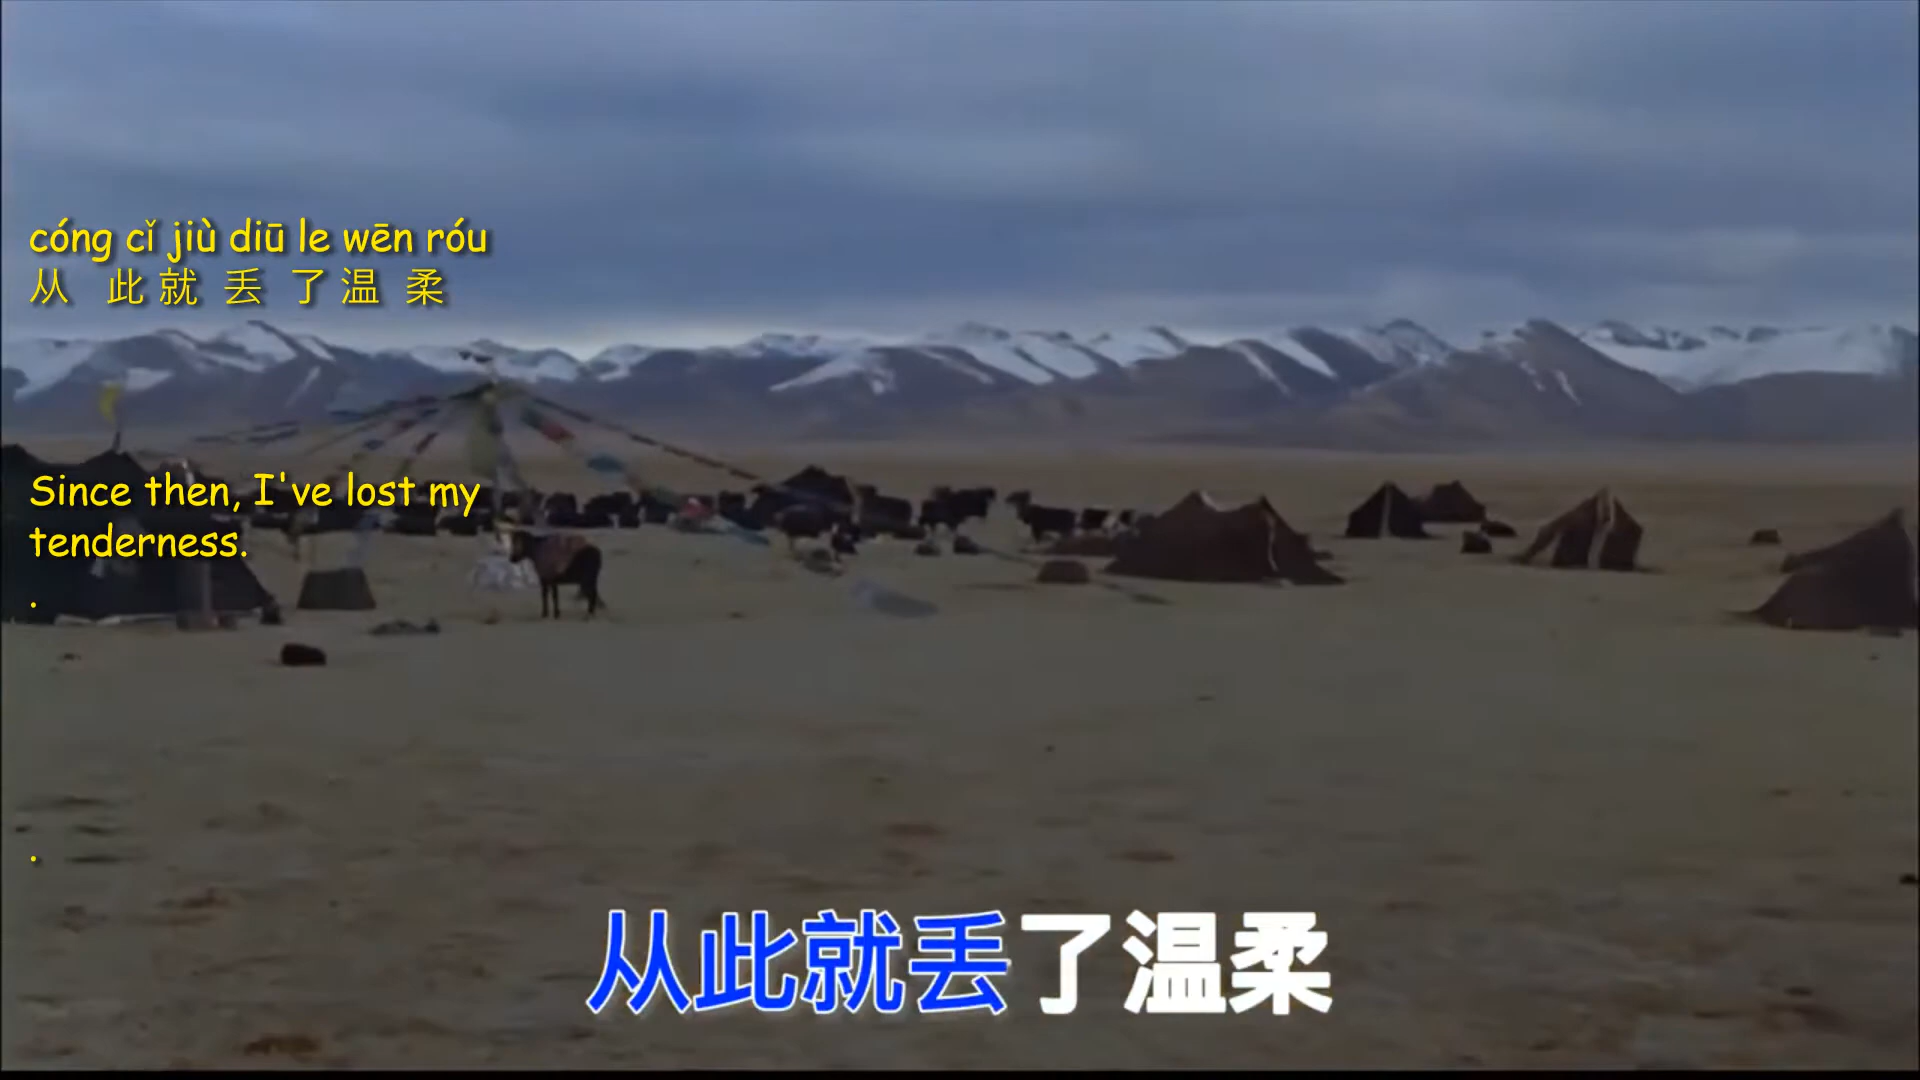 cóng cǐ jiù diū le wēn róu
从 此 就 丢 了 温 柔
Since then, I've lost my
tenderness.
.
.
从此就丢了温柔